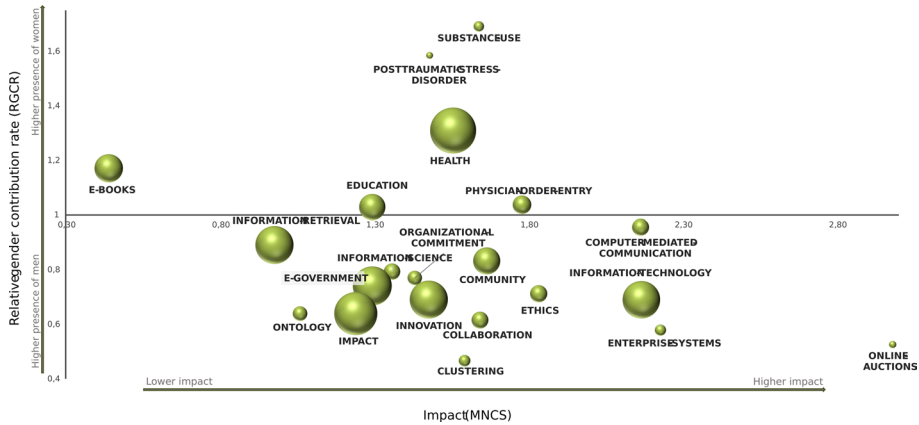 Relative gender contribution rate (RGCR)
Higher presence of women
Higher presence of men
1,6
1,4
1,2
1
0,8
0,6
0,4
0,30
0,80
1,30
1,80
2,30
2,80
SUBSTANCE-USE
POSTTRAUMATIC-STRESS-
DISORDER
HEALTH
E-BOOKS
EDUCATION
PHYSICIAN-ORDER-ENTRY
INFORMATION-RETRIEVAL
ORGANIZATIONAL-
COMMITMENT
COMPUTER-MEDIATED-
COMMUNICATION
INFORMATION-SCIENCE
E-GOVERNMENT
COMMUNITY
INFORMATION-TECHNOLOGY
ONTOLOGY
IMPACT
INNOVATION
COLLABORATION
ETHICS
ENTERPRISE-SYSTEMS
CLUSTERING
ONLINE-
AUCTIONS
Lower impact
Higher impact
Impact (MNCS)